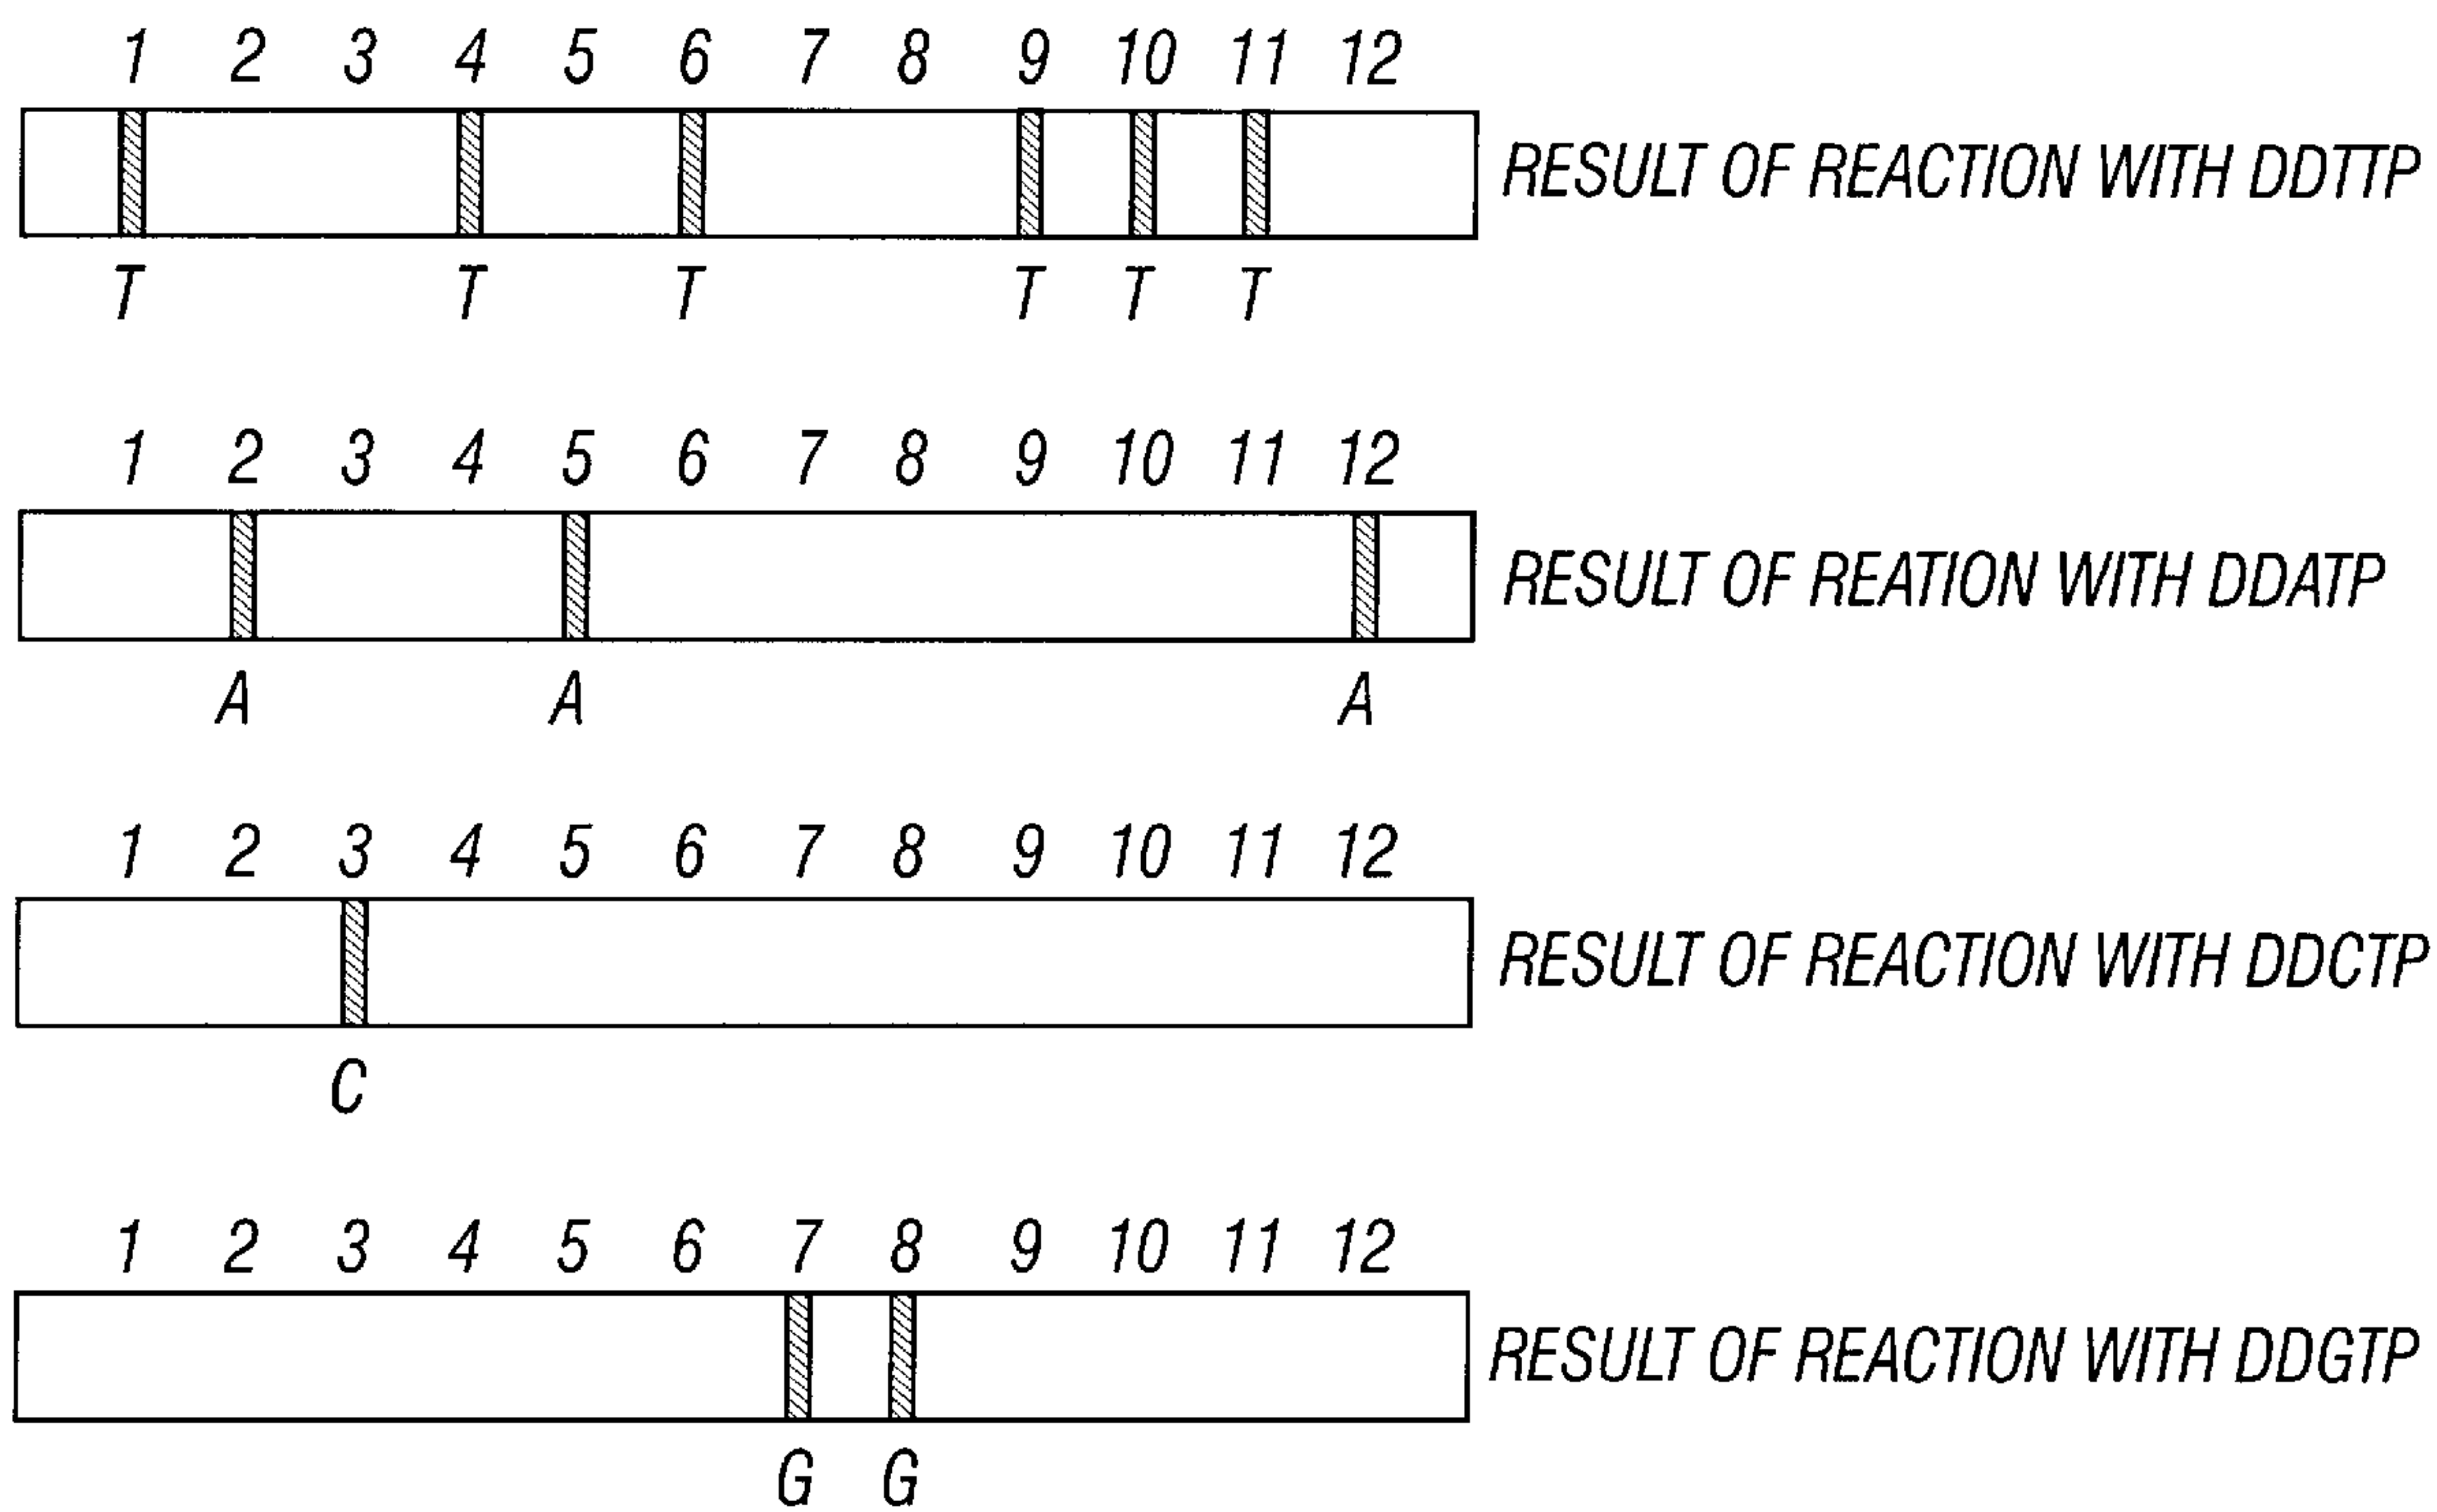 1 2 3 4 5 6 7 8 9 10 11 12
RESULT OF REACTION WITH DDTTP
T T T T T T
1 2 3 4 5 6 7 8 9 10 11 12
RESULT OF REATION WITH DDATP
A A A
1 2 3 4 5 6 7 8 9 10 11 12
RESULT OF REACTION WITH DDCTP
C
1 2 3 4 5 6 7 8 9 10 11 12
RESULT OF REACTION WITH DDGTP
G G